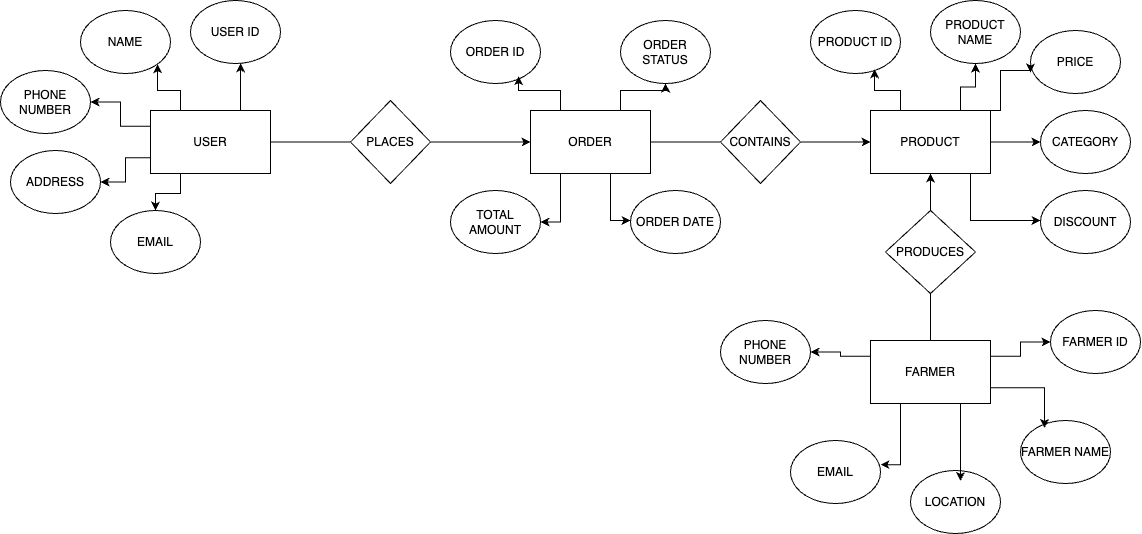 NAME
USER ID
ORDER ID
ORDER
STATUS
PRODUCT ID
PRODUCT
NAME
PRICE
PHONE
NUMBER
USER
PLACES
ORDER
CONTAINS
PRODUCT
CATEGORY
ADDRESS
EMAIL
TOTAL
AMOUNT
ORDER DATE
DISCOUNT
PRODUCES
PHONE
NUMBER
FARMER
FARMER ID
FARMER NAME
EMAIL
LOCATION